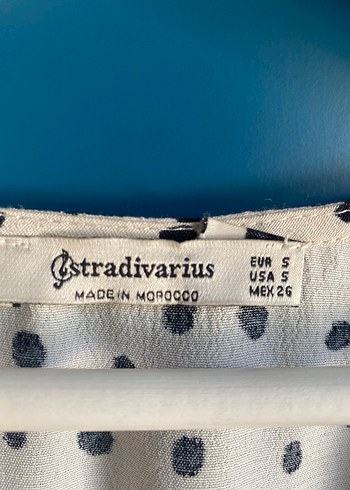 stradivarius
MADE IN MOROCCO
EUR S
USA S
MEX 26